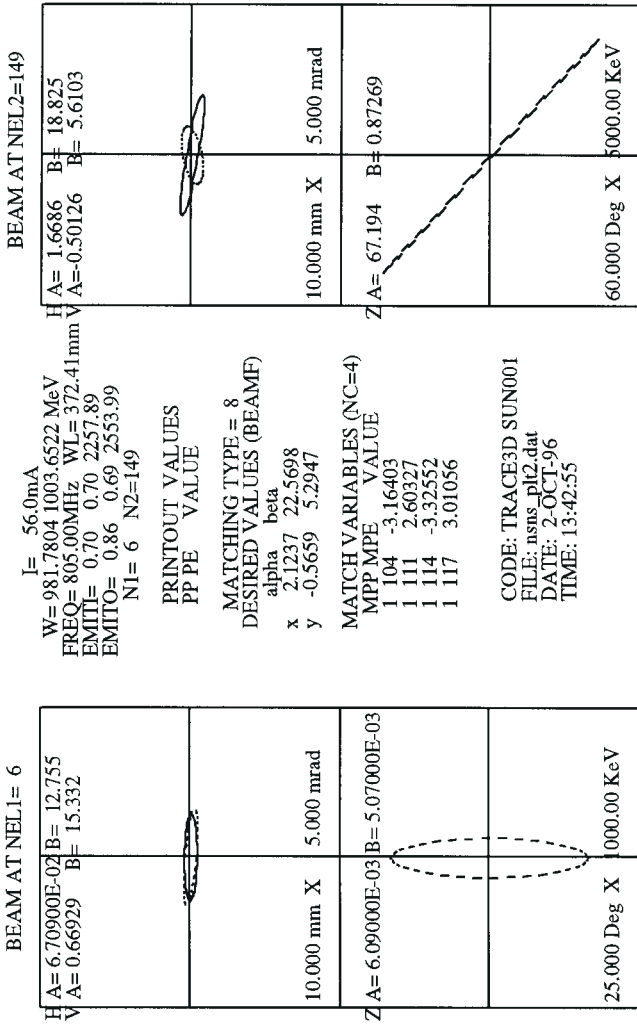 BEAM AT NEL1= 6
H A= 6.70900E-02 B= 12.755
V A= 0.66929 B= 15.332
10.000 mm X 5.000 mrad
Z A= 6.09000E-03 B= 5.07000E-03
25.000 Deg X 1000.00 KeV
I= 56.0mA
W= 981.7804 1003.6522 MeV
FREQ= 805.00MHz WL= 372.41mm
EMITI= 0.70 0.70 2257.89
EMITO= 0.86 0.69 2553.99
N1= 6 N2=149
PRINTOUT VALUES
PP PE VALUE
MATCHING TYPE = 8
DESIRED VALUES (BEAMF)
alpha beta
x 2.1237 22.5698
y -0.5659 5.2947
MATCH VARIABLES (NC=4)
MPP MPE VALUE
1 104 -3.16403
1 111 2.60327
1 114 -3.32552
1 117 3.01056
CODE: TRACE3D SUN001
FILE: nsns_plt2.dat
DATE: 2-OCT-96
TIME: 13:42:55
BEAM AT NEL2=149
H A= 1.6686 B= 18.825
V A=-0.50126 B= 5.6103
10.000 mm X 5.000 mrad
Z A= 67.194 B= 0.87269
60.000 Deg X 5000.00 KeV